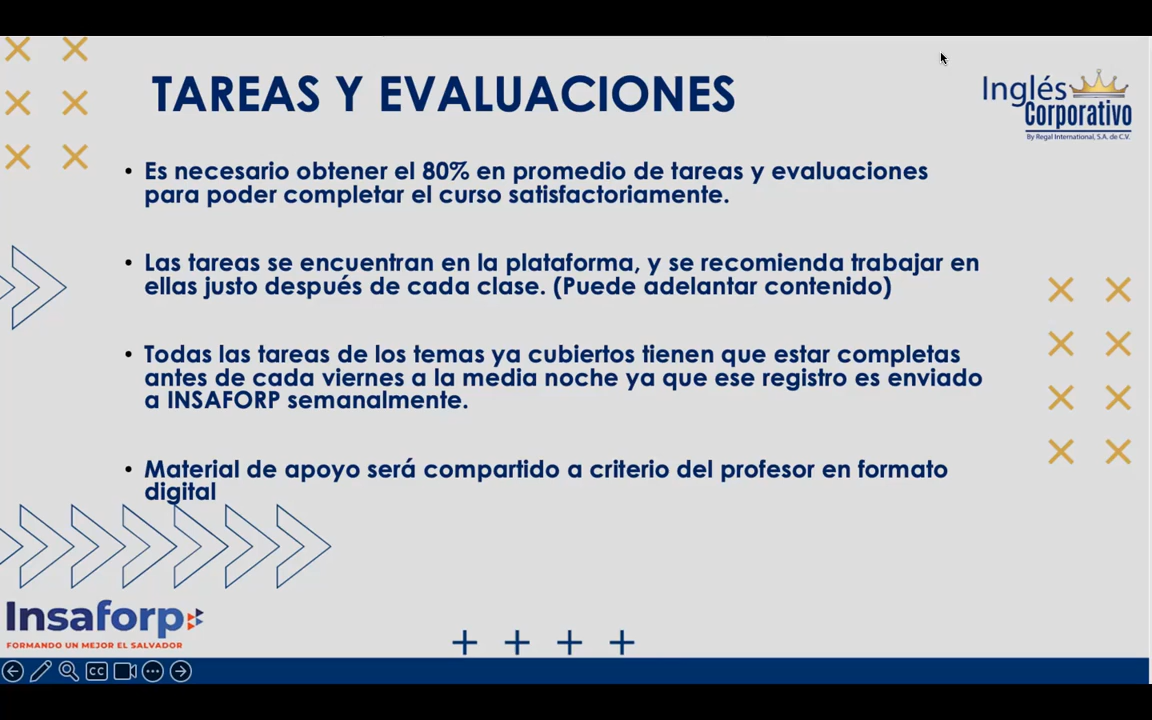 TAREAS Y EVALUACIONES
Inglés
Corporativo
By Regal International, S.A. de C.V.
• Es necesario obtener el 80% en promedio de tareas y evaluaciones
para poder completar el curso satisfactoriamente.
• Las tareas se encuentran en la plataforma, y se recomienda trabajar en
ellas justo después de cada clase. (Puede adelantar contenido)
• Todas las tareas de los temas ya cubiertos tienen que estar completas
antes de cada viernes a la media noche ya que ese registro es enviado
a INSAFORP semanalmente.
• Material de apoyo será compartido a criterio del profesor en formato
digital
Insaforp
FORMANDO UN MEJOR EL SALVADOR
CC